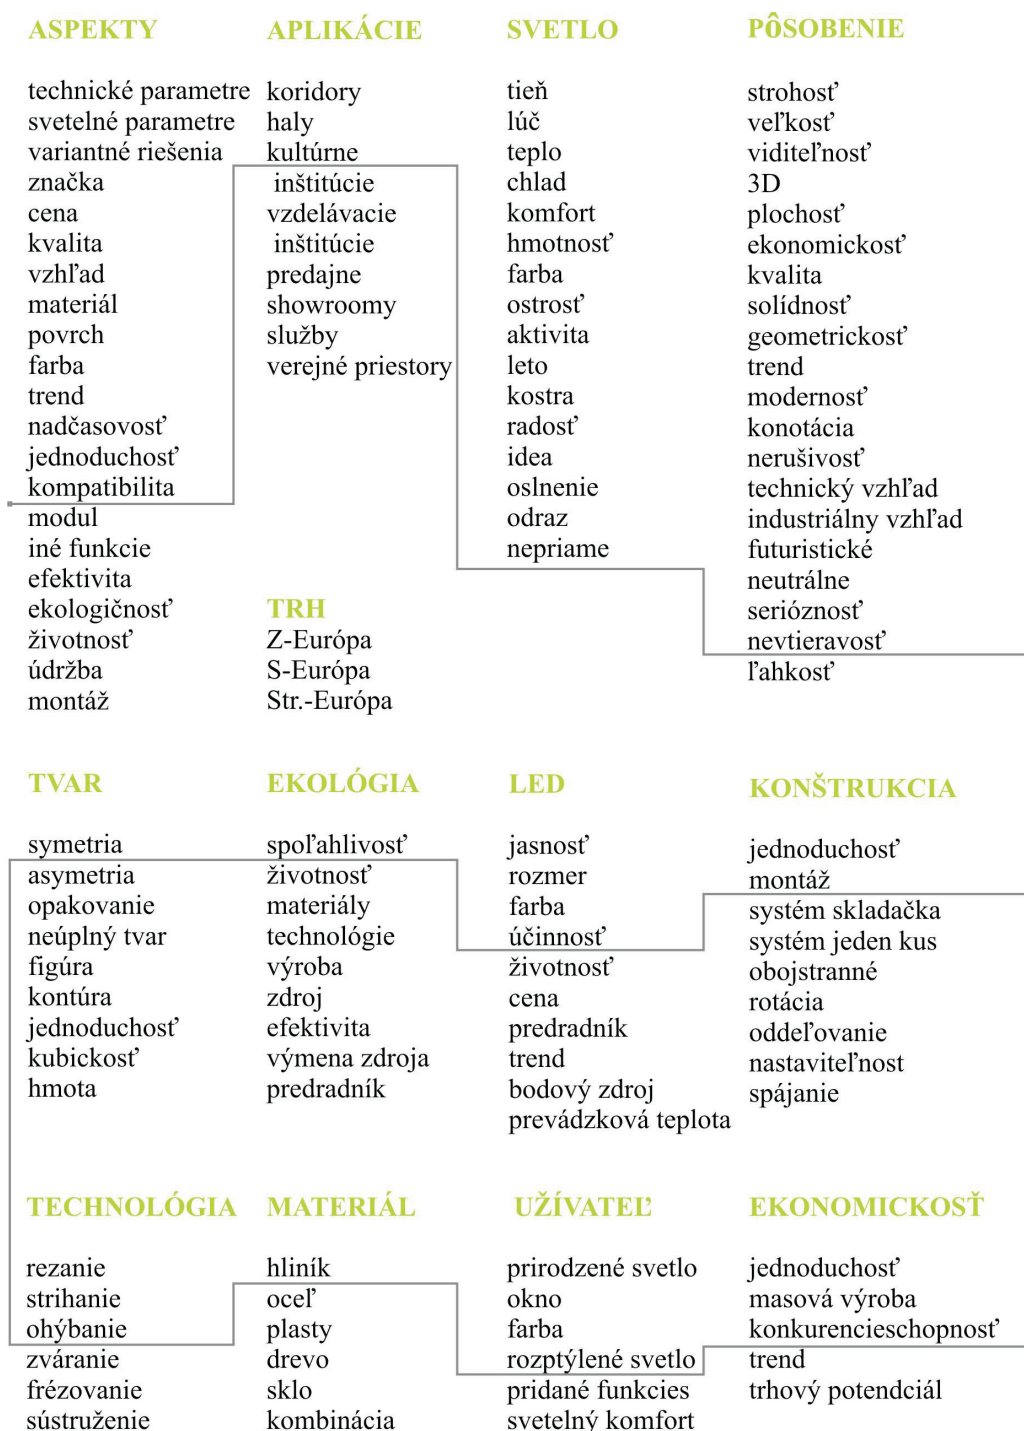 ASPEKTY
technické parametre
svetelné parametre
variantné riešenia
značka
cena
kvalita
vzhľad
materiál
povrch
farba
trend
nadčasovosť
jednoduchosť
kompatibilita
modul
iné funkcie
efektivita
ekologičnosť
životnosť
údržba
montáž
APLIKÁCIE
koridory
haly
kultúrne
inštitúcie
vzdelávacie
inštitúcie
predajne
showroomy
služby
verejné priestory
TRH
Z-Európa
S-Európa
Str.-Európa
SVETLO
tieň
lúč
teplo
chlad
komfort
hmotnosť
farba
ostrosť
aktivita
leto
kostra
radosť
idea
oslnenie
odraz
nepriame
PÔSOBENIE
strohosť
veľkosť
viditeľnosť
3D
plochosť
ekonomickosť
kvalita
solídnosť
geometrickosť
trend
modernosť
konotácia
nerušivosť
technický vzhľad
industriálny vzhľad
futuristické
neutrálne
serióznosť
nevtieravosť
ľahkosť
TVAR
symetria
asymetria
opakovanie
neúplný tvar
figúra
kontúra
jednoduchosť
kubickosť
hmota
EKOLÓGIA
spoľahlivosť
životnosť
materiály
technológie
výroba
zdroj
efektivita
výmena zdroja
predradník
LED
jasnosť
rozmer
farba
účinnosť
životnosť
cena
predradník
trend
bodový zdroj
prevádzková teplota
KONŠTRUKCIA
jednoduchosť
montáž
systém skladačka
systém jeden kus
obojstranné
rotácia
oddeľovanie
nastaviteľnost
spájanie
TECHNOLÓGIA
rezanie
strihanie
ohýbanie
zváranie
frézovanie
sústruženie
MATERIÁL
hliník
oceľ
plasty
drevo
sklo
kombinácia
UŽÍVATEĽ
prirodzené svetlo
okno
farba
rozptýlené svetlo
pridané funkcies
svetelný komfort
EKONOMICKOSŤ
jednoduchosť
masová výroba
konkurencieschopnosť
trend
trhový potendciál